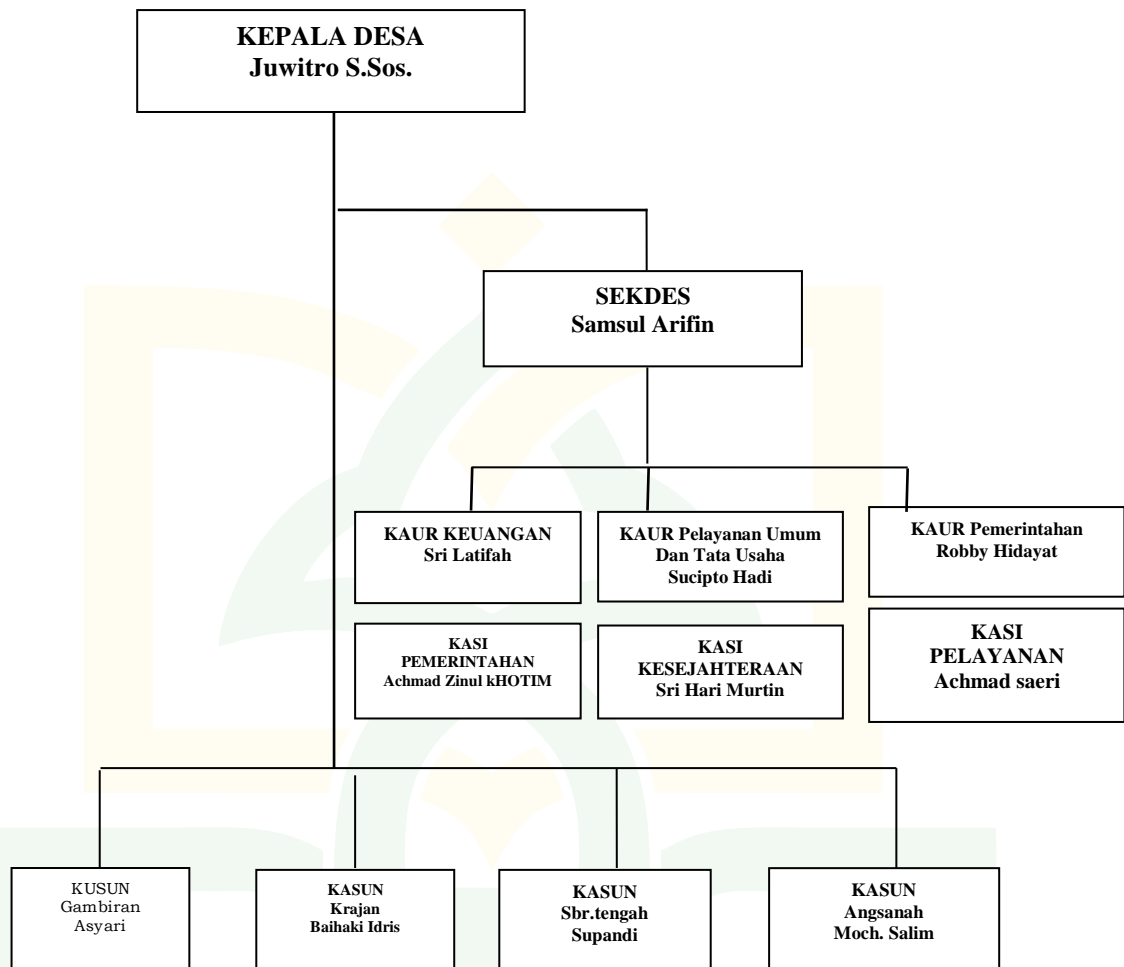 KEPALA DESA
Juwitro S.Sos.
SEKDES
Samsul Arifin
KAUR KEUANGAN
Sri Latifah
KAUR Pelayanan Umum
Dan Tata Usaha
Sucipto Hadi
KAUR Pemerintahan
Robby Hidayat
KASI
PEMERINTAHAN
Achmad Zinul kHOTIM
KASI
KESEJAHTERAAN
Sri Hari Murtin
KASI
PELAYANAN
Achmad saeri
KUSUN
Gambiran
Asyari
KASUN
Krajan
Baihaki Idris
KASUN
Sbr.tengah
Supandi
KASUN
Angsanah
Moch. Salim